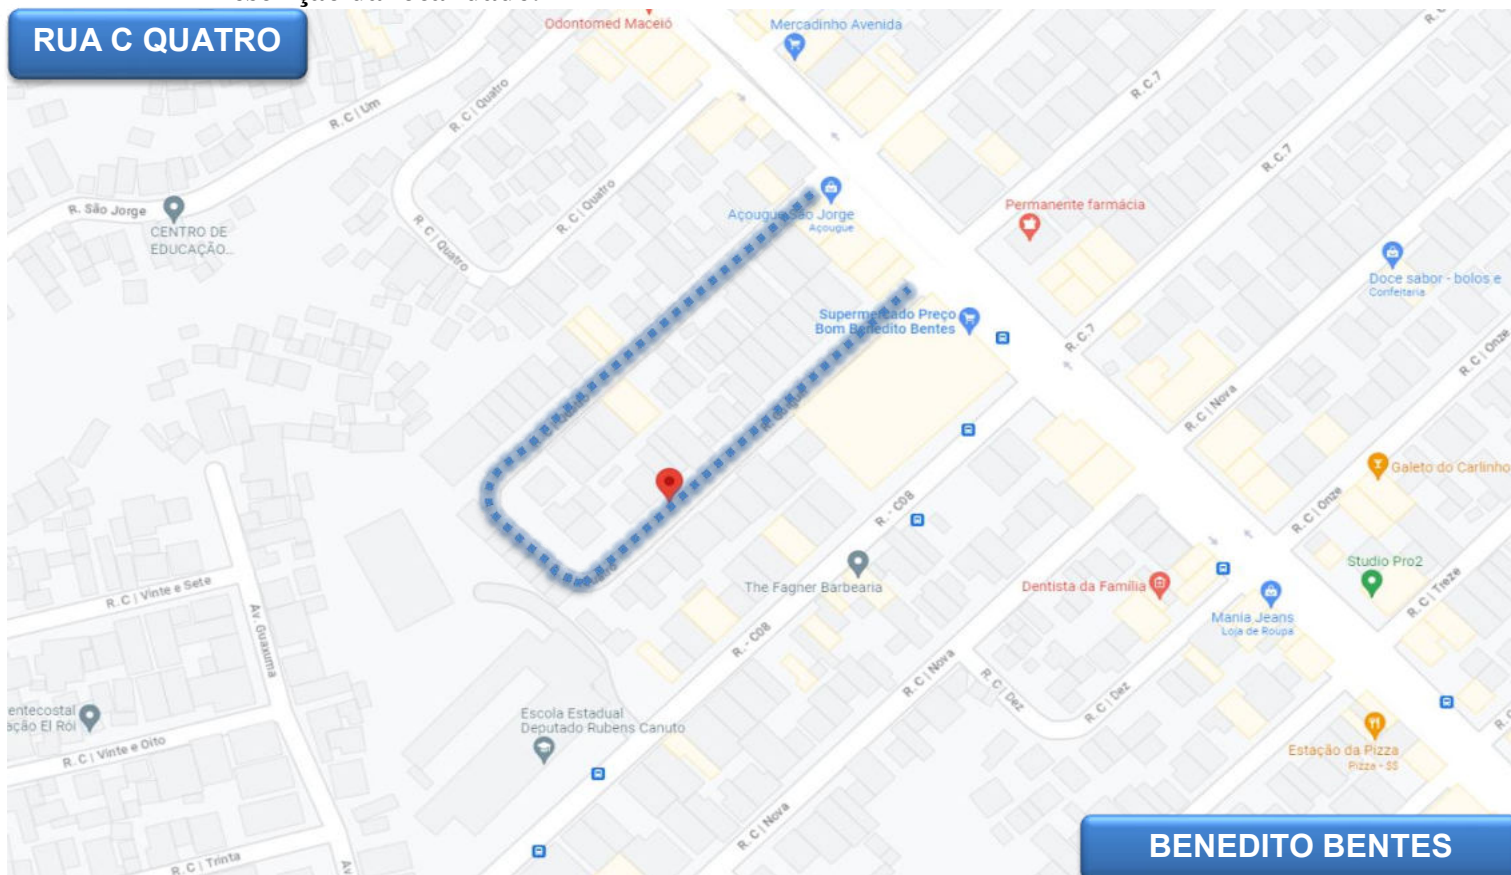 RUA C QUATRO
Odontomed Maceió
Mercadinho Avenida
R. C | Um
R. C | Quatro
R. C.7
R. C.7
R. São Jorge
CENTRO DE
EDUCAÇÃO...
R. C | Quatro
R. C | Quatro
Açougue São Jorge
Açougue
Permanente farmácia
Doce sabor - bolos e
Confeitaria
Supermercado Preço
Bom Benedito Bentes
R. C.7
R. C | Onze
R. C | Nova
Galeto do Carlinho
R. - C08
R. C | Onze
Studio Pro2
R. C | Vinte e Sete
Av. Guaxuma
The Fagner Barbearia
Dentista da Família
Mania Jeans
Loja de Roupa
R. C | Treze
R. - C08
R. C | Nova
R. C | Dez
R. C | Dez
entecostal
ação El Rói
Escola Estadual
Deputado Rubens Canuto
R. C | Vinte e Oito
Estação da Pizza
Pizza - $$
R. C | Nova
R. C | Trinta
Av
BENEDITO BENTES